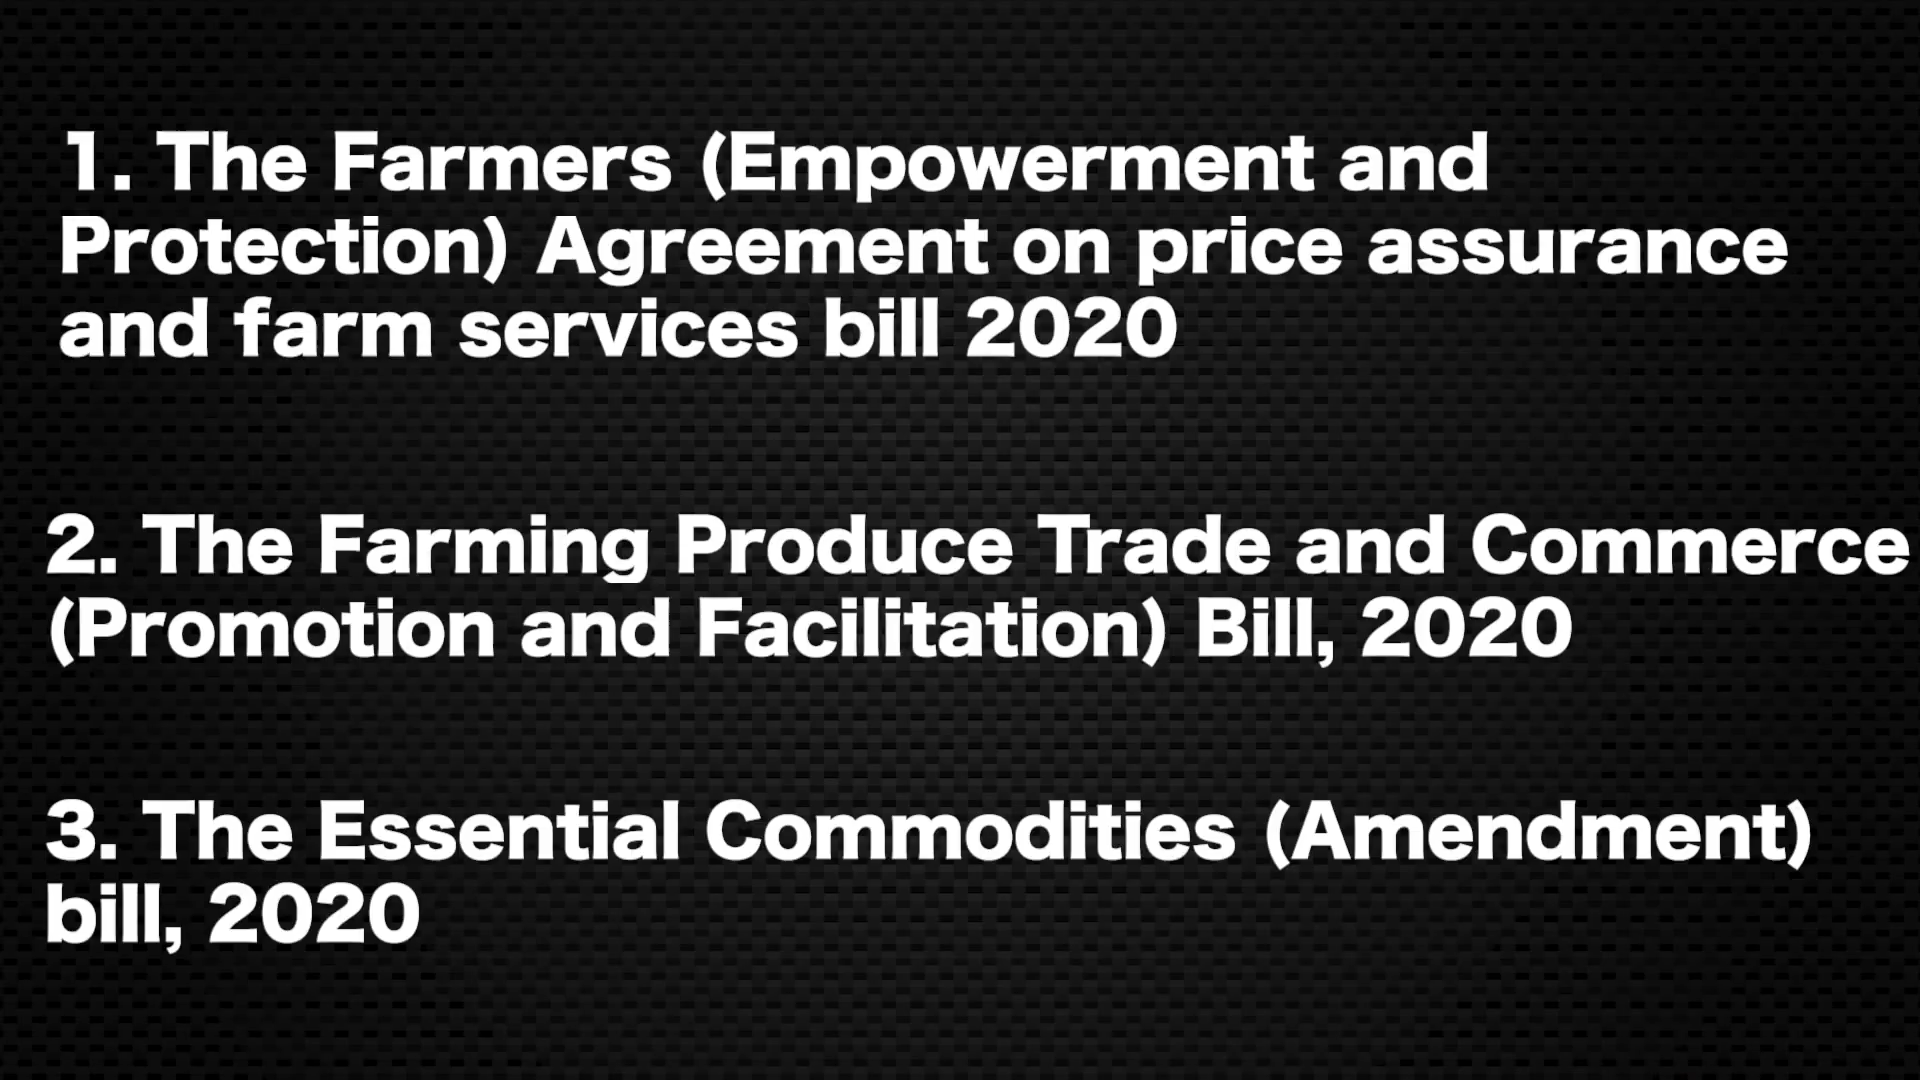 1. The Farmers (Empowerment and
Protection) Agreement on price assurance
and farm services bill 2020
2. The Farming Produce Trade and Commerce
(Promotion and Facilitation) Bill, 2020
3. The Essential Commodities (Amendment)
bill, 2020